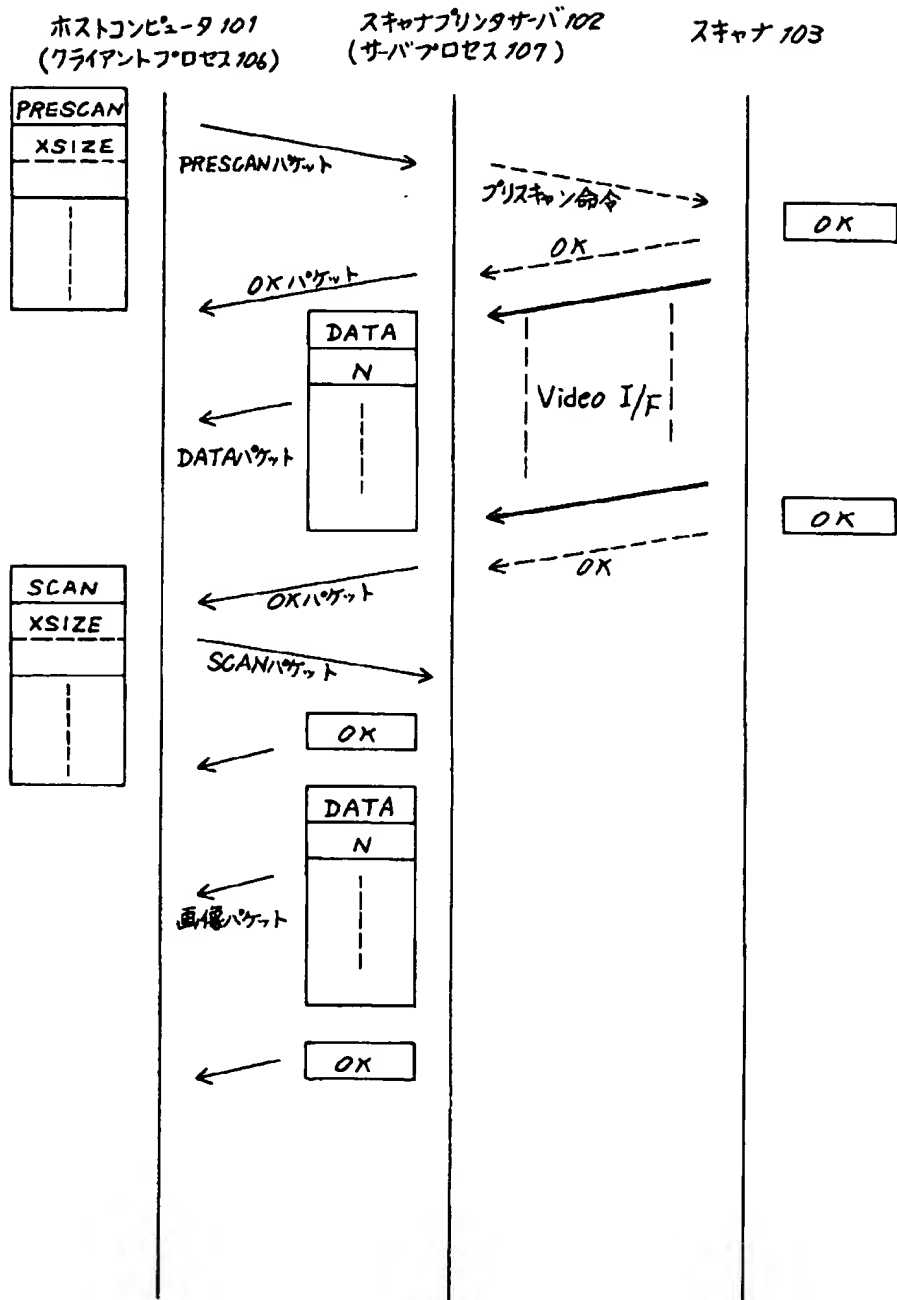 ホストコンピュータ 101
(クライアントプロセス 106)
スキャナプリンタサーバ 102
(サーバプロセス 107)
スキャナ 103
PRESCAN
XSIZE
PRESCANパケット
プリスキャン命令
OK
OK
OKパケット
DATA
N
Video I/F
DATAパケット
OK
OK
OKパケット
SCAN
XSIZE
SCANパケット
OK
DATA
N
画像パケット
OK